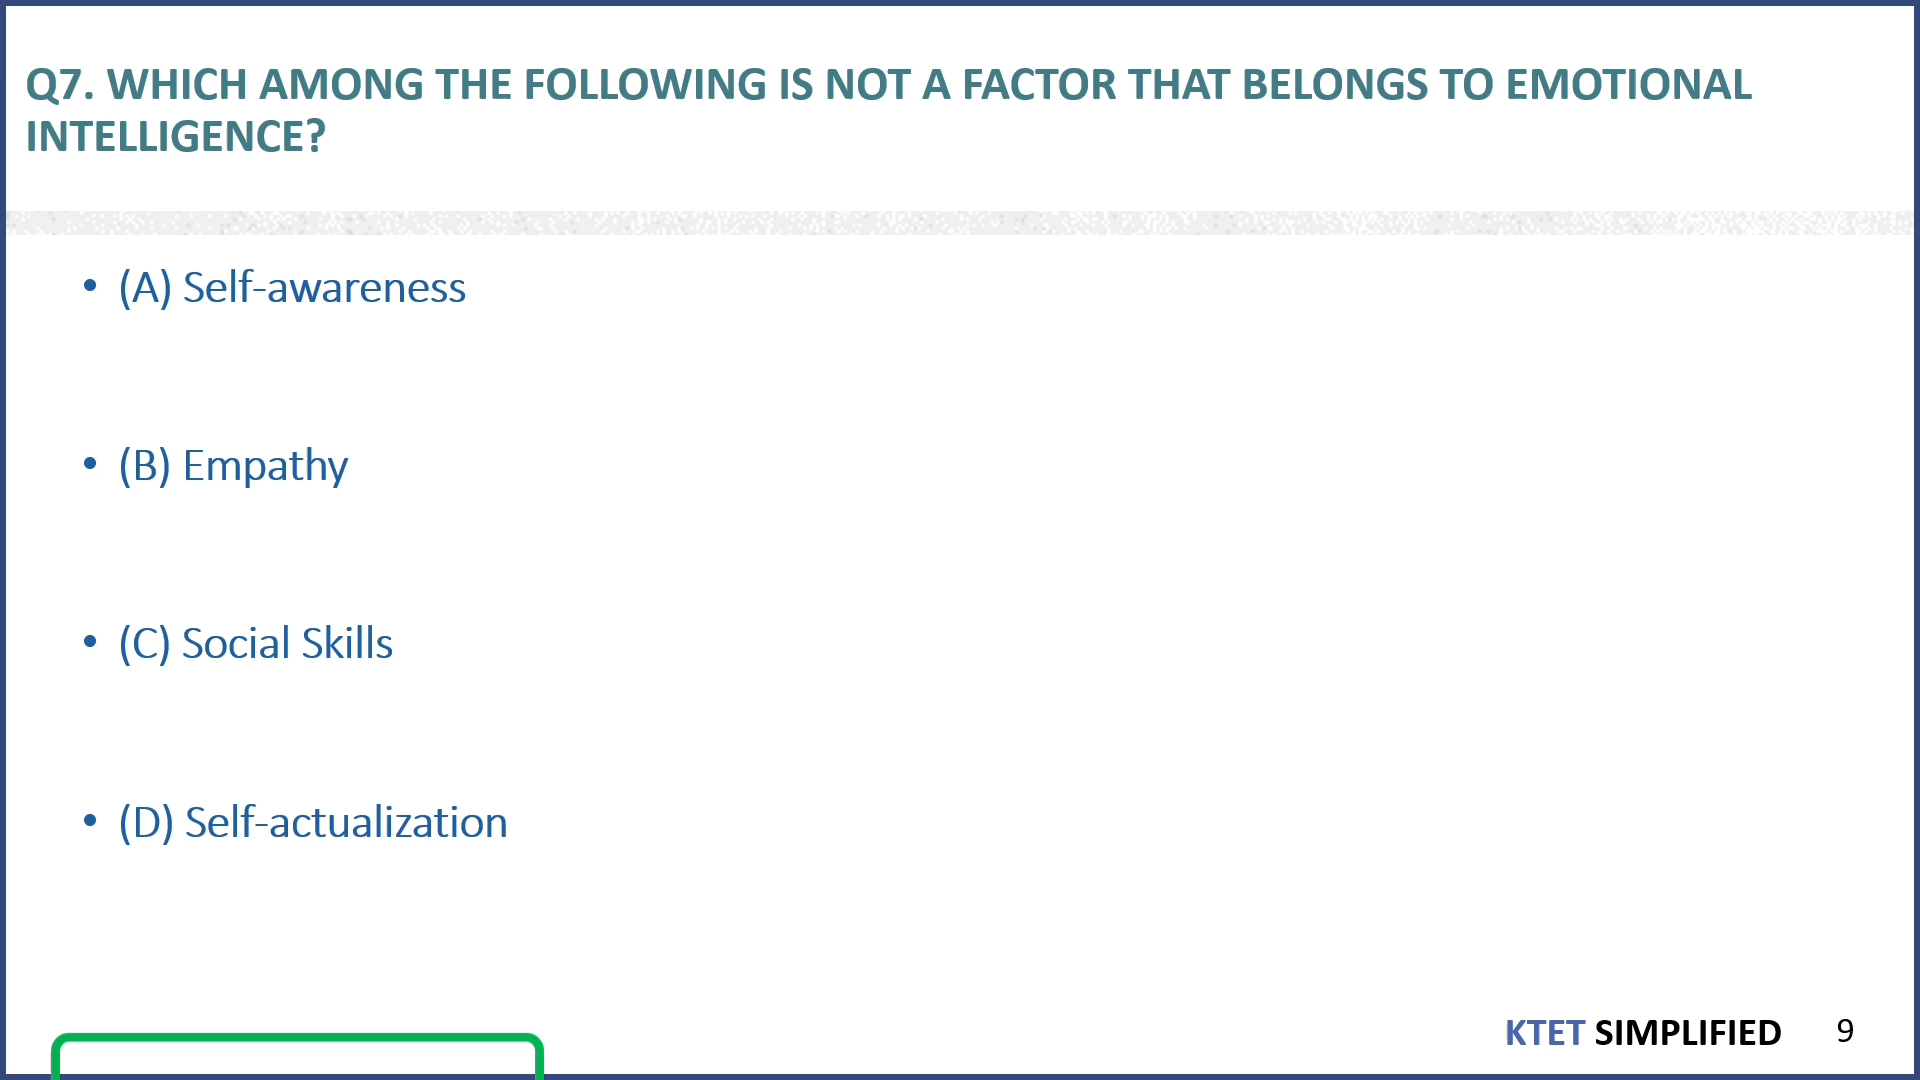 Q7. WHICH AMONG THE FOLLOWING IS NOT A FACTOR THAT BELONGS TO EMOTIONAL
INTELLIGENCE?
• (A) Self-awareness
• (B) Empathy
• (C) Social Skills
• (D) Self-actualization
KTET SIMPLIFIED 9